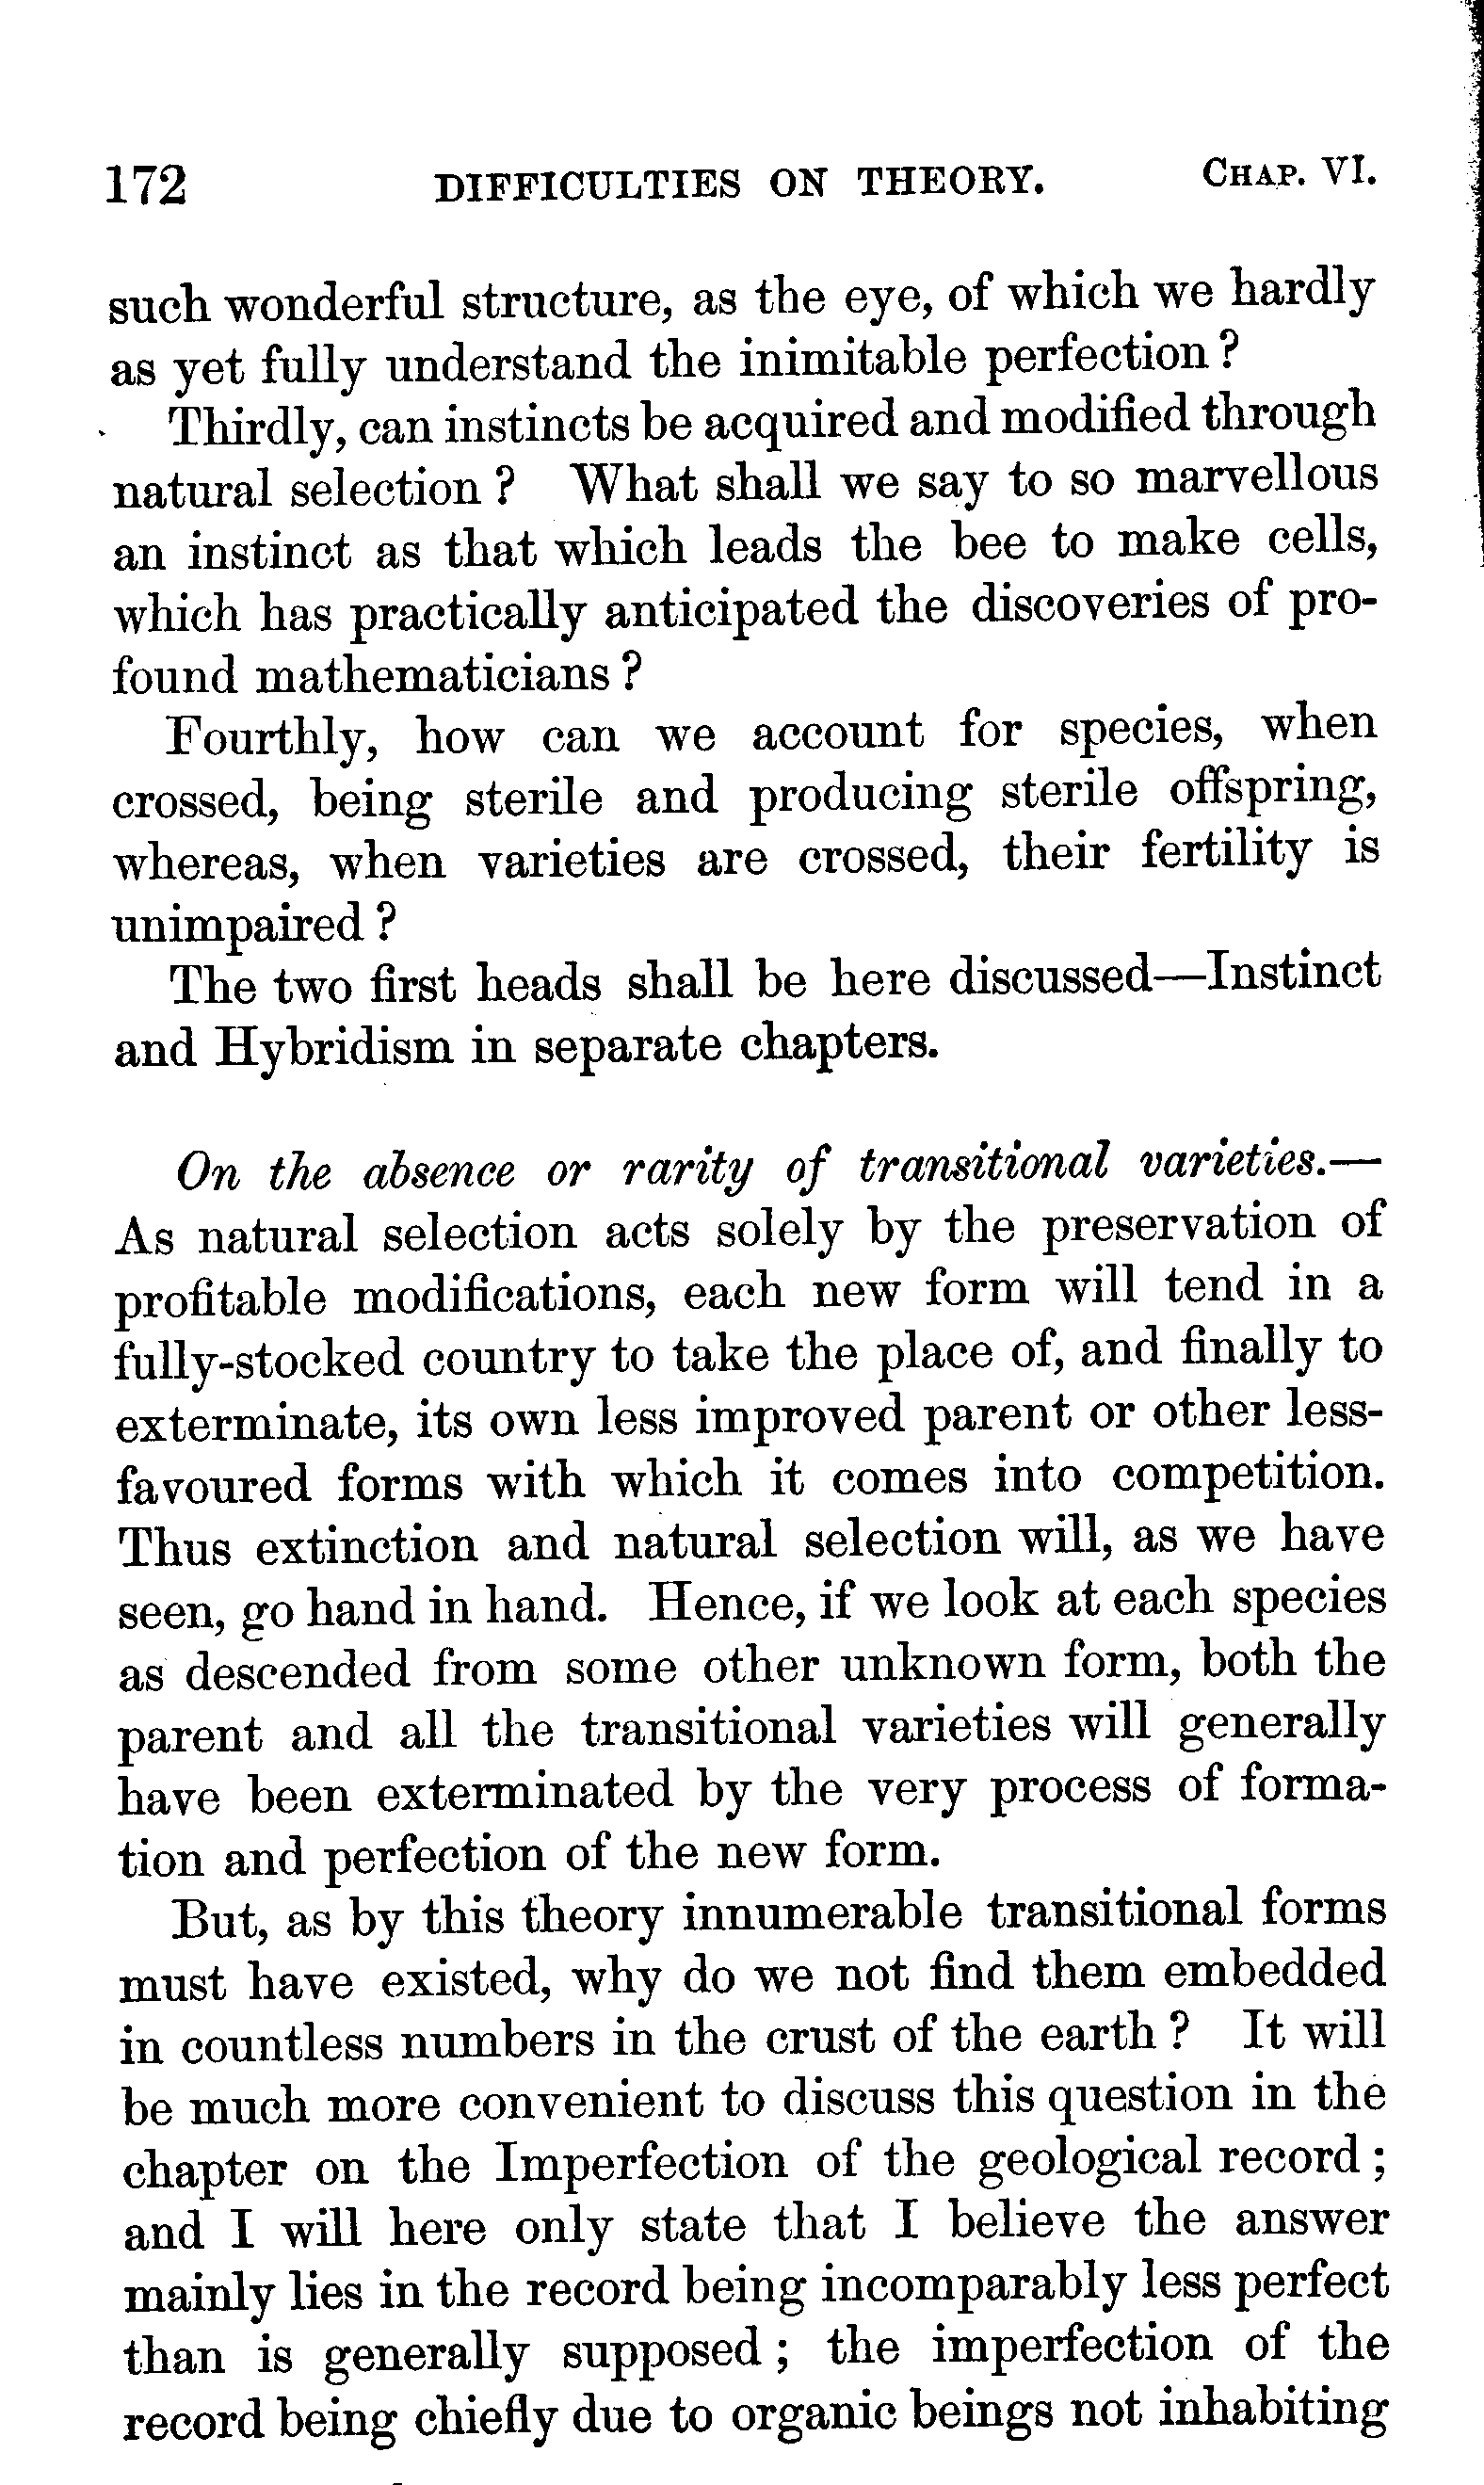 172 DIFFICULTIES ON THEORY. CHAP. VI.
such wonderful structure, as the eye, of which we hardly
as yet fully understand the inimitable perfection ?
Thirdly, can instincts be acquired and modified through
natural selection ? What shall we say to so marvellous
an instinct as that which leads the bee to make cells,
which has practically anticipated the discoveries of pro-
found mathematicians ?
Fourthly, how can we account for species, when
crossed, being sterile and producing sterile offspring,
whereas, when varieties are crossed, their fertility is
unimpaired ?
The two first heads shall be here discussed—Instinct
and Hybridism in separate chapters.
On the absence or rarity of transitional varieties.—
As natural selection acts solely by the preservation of
profitable modifications, each new form will tend in a
fully-stocked country to take the place of, and finally to
exterminate, its own less improved parent or other less-
favoured forms with which it comes into competition.
Thus extinction and natural selection will, as we have
seen, go hand in hand. Hence, if we look at each species
as descended from some other unknown form, both the
parent and all the transitional varieties will generally
have been exterminated by the very process of forma-
tion and perfection of the new form.
But, as by this theory innumerable transitional forms
must have existed, why do we not find them embedded
in countless numbers in the crust of the earth ? It will
be much more convenient to discuss this question in the
chapter on the Imperfection of the geological record ;
and I will here only state that I believe the answer
mainly lies in the record being incomparably less perfect
than is generally supposed ; the imperfection of the
record being chiefly due to organic beings not inhabiting